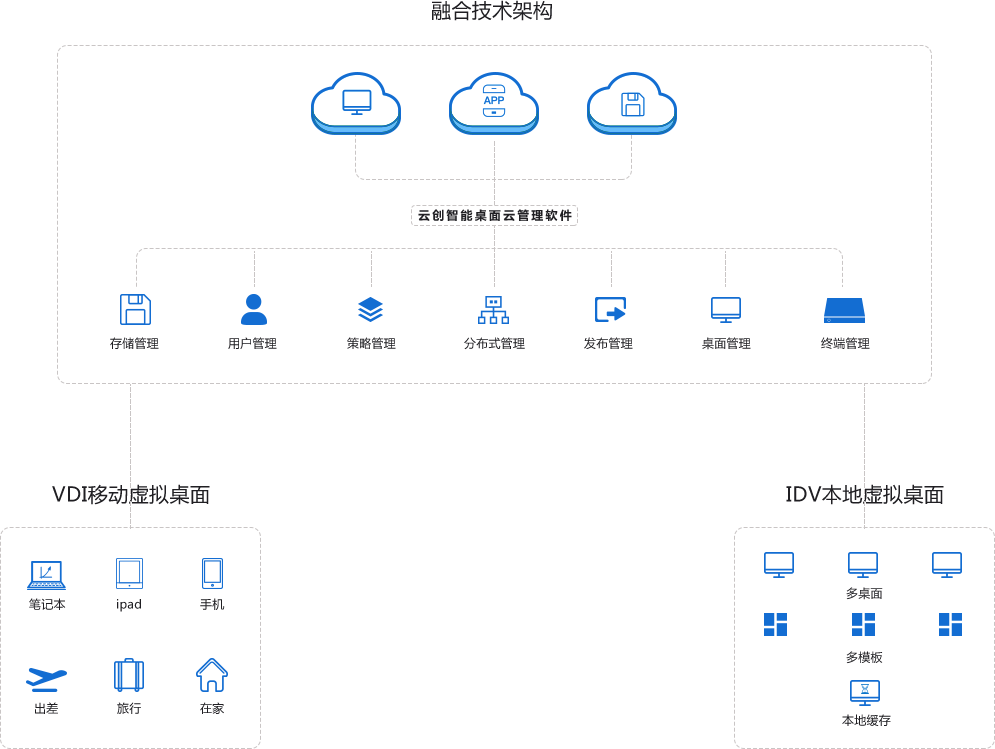 融合技术架构
APP
云创智能桌面云管理软件
存储管理
用户管理
策略管理
分布式管理
发布管理
桌面管理
终端管理
VDI移动虚拟桌面
笔记本
ipad
手机
出差
旅行
在家
IDV本地虚拟桌面
多桌面
多模板
本地缓存